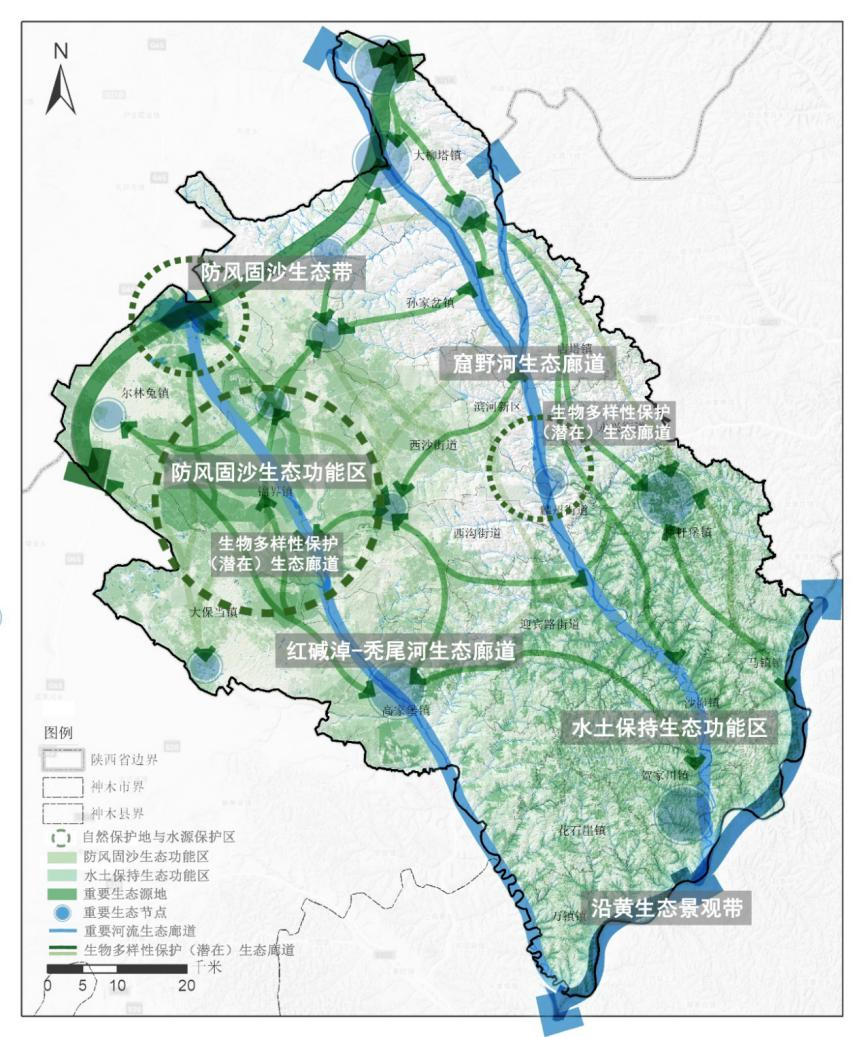 N
大柳塔镇
防风固沙生态带
孙家岔镇
窟野河生态廊道
尔林兔镇
滨河新区
生物多样性保护
（潜在）生态廊道
西沙街道
防风固沙生态功能区
锦界镇
西沟街道
生物多样性保护
（潜在）生态廊道
大保当镇
迎宾路街道
红碱淖-秃尾河生态廊道
马镇镇
高家堡镇
沙峁镇
水土保持生态功能区
贺家川镇
花石崖镇
万镇镇
沿黄生态景观带
图例
陕西省边界
神木市界
神木县界
自然保护地与水源保护区
防风固沙生态功能区
水土保持生态功能区
重要生态源地
重要生态节点
重要河流生态廊道
生物多样性保护（潜在）生态廊道
千米
0 5 10 20